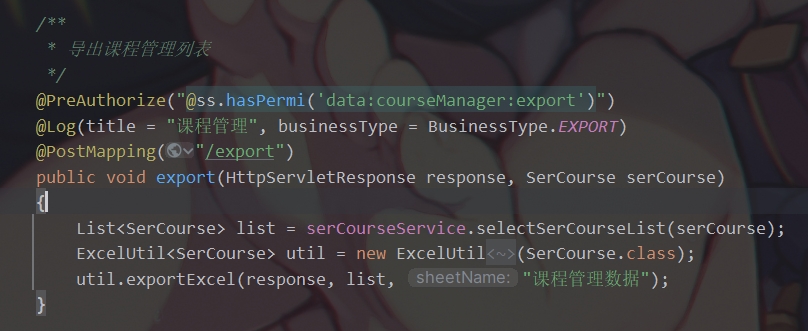 /**
 * 导出课程管理列表
 */
@PreAuthorize("@ss.hasPermi('data:courseManager:export')")
@Log(title = "课程管理", businessType = BusinessType.EXPORT)
@PostMapping("/export")
public void export(HttpServletResponse response, SerCourse serCourse)
{
    List<SerCourse> list = serCourseService.selectSerCourseList(serCourse);
    ExcelUtil<SerCourse> util = new ExcelUtil<~>(SerCourse.class);
    util.exportExcel(response, list, sheetName: "课程管理数据");
}